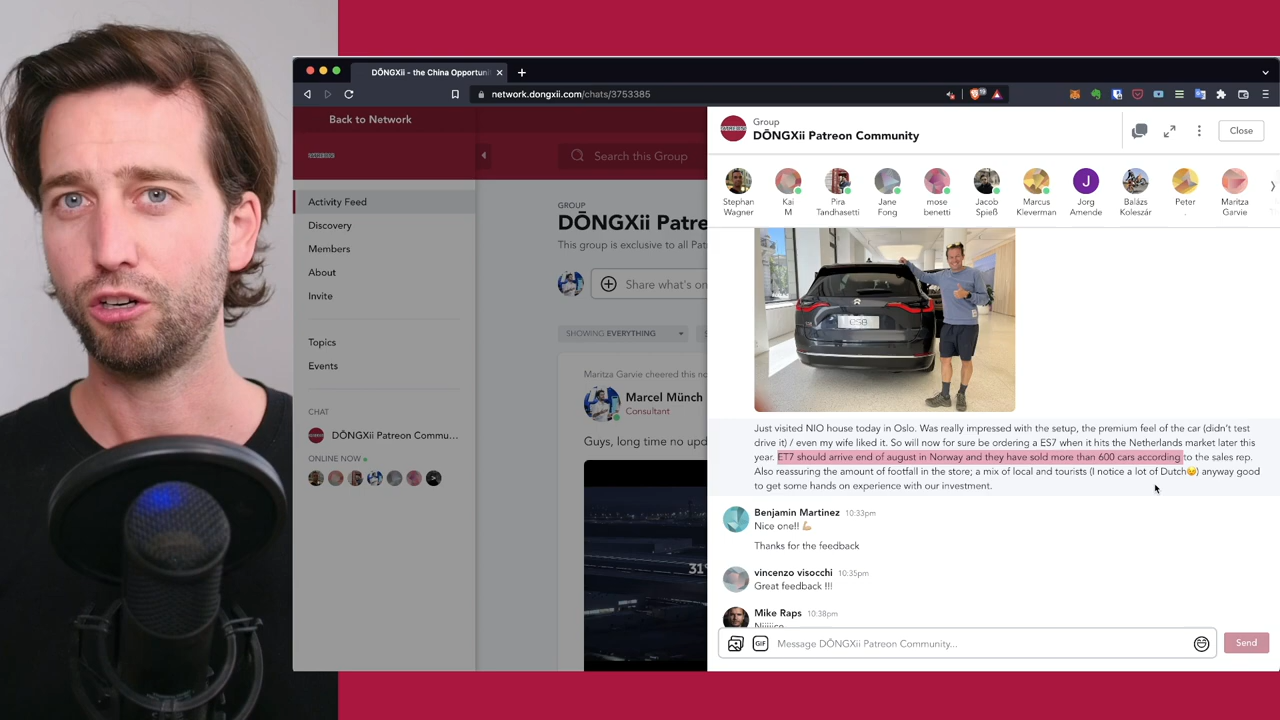 DŌNGXii - the China Opportuni
network.dongxii.com/chats/3753385
19
Back to Network
Search this Group
Activity Feed
Discovery
Members
About
Invite
Topics
Events
CHAT
DŌNGXii Patreon Commu...
ONLINE NOW
GROUP
DŌNGXii Patre
This group is exclusive to all Pat
Share what's on
SHOWING EVERYTHING
Maritza Garvie cheered this
Marcel Münch
Consultant
Guys, long time no upd
31
Group
DŌNGXii Patreon Community
Close
Stephan
Wagner
Kai
M
Pira
Tandhasetti
Jane
Fong
mose
benetti
Jacob
Spieß
Marcus
Kleverman
J
Jorg
Amende
Balázs
Koleszár
Peter
.
Maritza
Garvie
ES8
Just visited NIO house today in Oslo. Was really impressed with the setup, the premium feel of the car (didn't test
drive it) / even my wife liked it. So will now for sure be ordering a ES7 when it hits the Netherlands market later this
year. ET7 should arrive end of august in Norway and they have sold more than 600 cars according to the sales rep.
Also reassuring the amount of footfall in the store; a mix of local and tourists (I notice a lot of Dutch😉) anyway good
to get some hands on experience with our investment.
Benjamin Martinez 10:33pm
Nice one!! 💪🏼
Thanks for the feedback
vincenzo visocchi 10:35pm
Great feedback !!!
Mike Raps 10:38pm
GIF
Message DŌNGXii Patreon Community...
Send